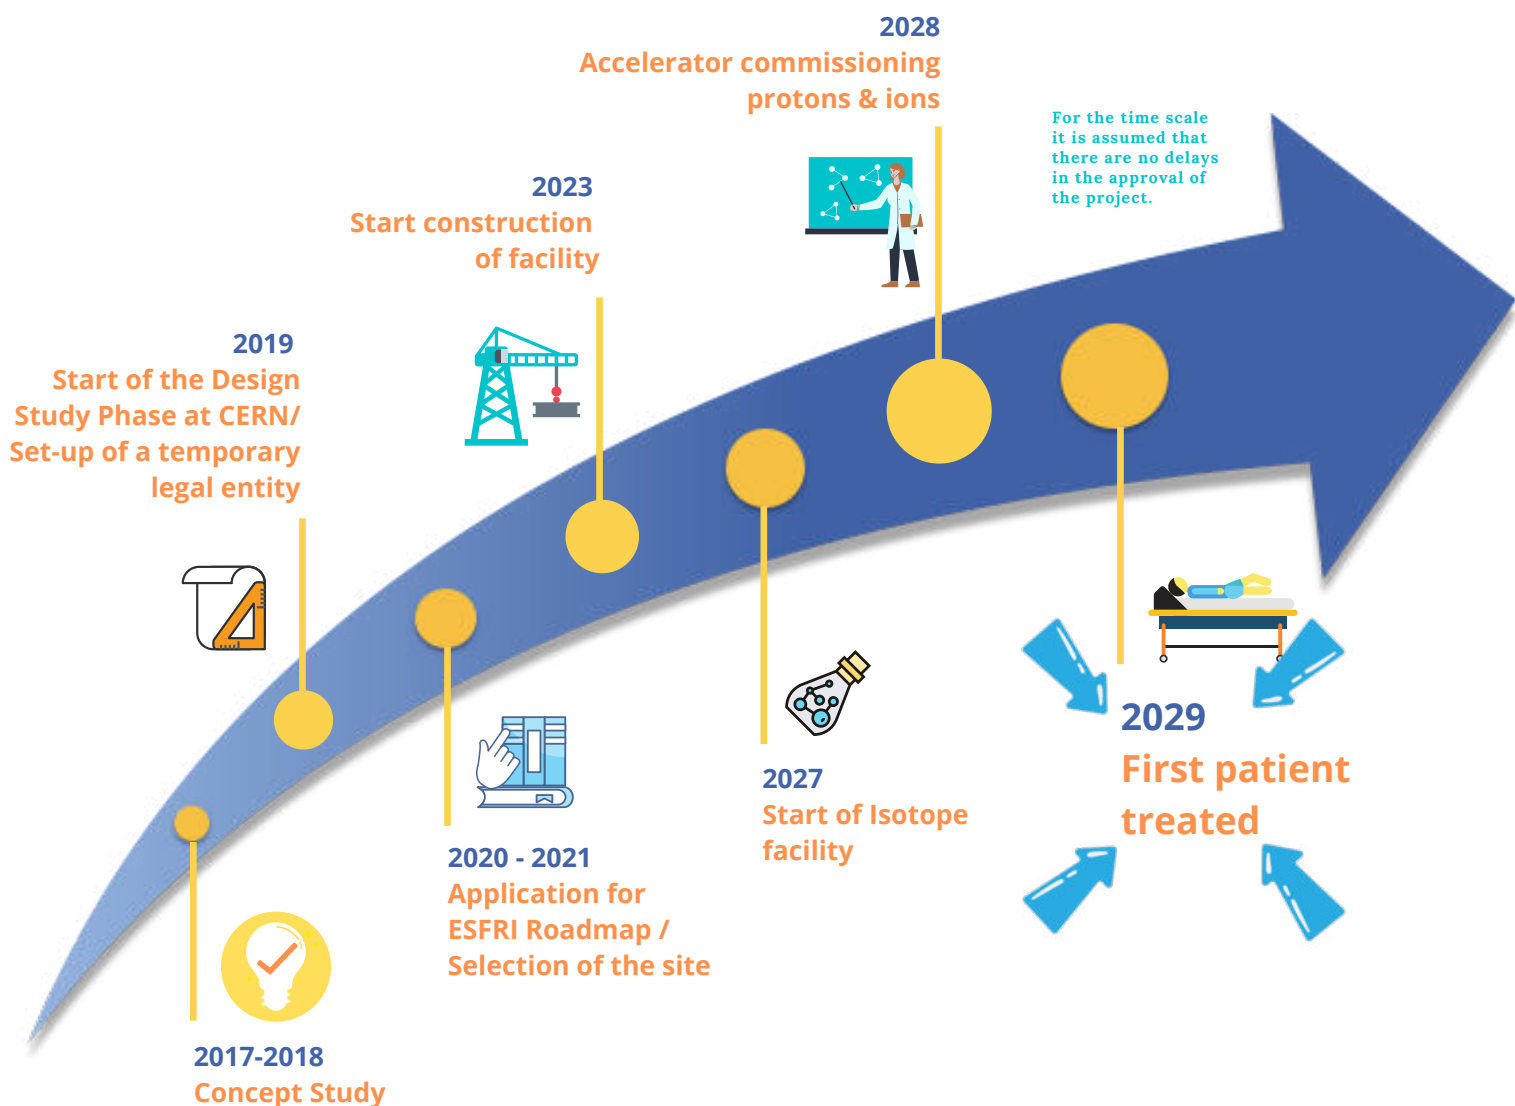 2028
Accelerator commissioning
protons & ions
For the time scale
it is assumed that
there are no delays
in the approval of
the project.
2023
Start construction
of facility
2019
Start of the Design
Study Phase at CERN/
Set-up of a temporary
legal entity
2029
First patient
treated
2027
Start of Isotope
facility
2020 - 2021
Application for
ESFRI Roadmap /
Selection of the site
2017-2018
Concept Study